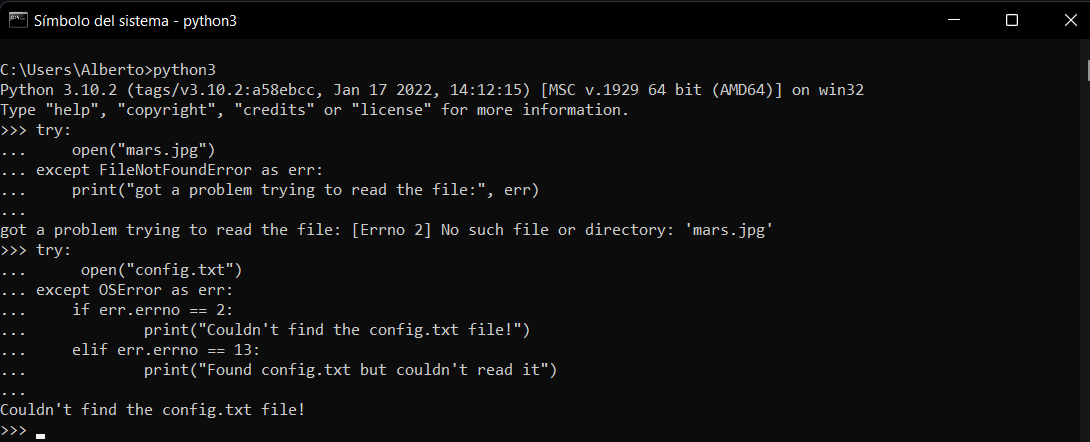 Símbolo del sistema - python3
C:\Users\Alberto>python3
Python 3.10.2 (tags/v3.10.2:a58ebcc, Jan 17 2022, 14:12:15) [MSC v.1929 64 bit (AMD64)] on win32
Type "help", "copyright", "credits" or "license" for more information.
>>> try:
...     open("mars.jpg")
... except FileNotFoundError as err:
...     print("got a problem trying to read the file:", err)
...
got a problem trying to read the file: [Errno 2] No such file or directory: 'mars.jpg'
>>> try:
...      open("config.txt")
... except OSError as err:
...     if err.errno == 2:
...             print("Couldn't find the config.txt file!")
...     elif err.errno == 13:
...             print("Found config.txt but couldn't read it")
...
Couldn't find the config.txt file!
>>>